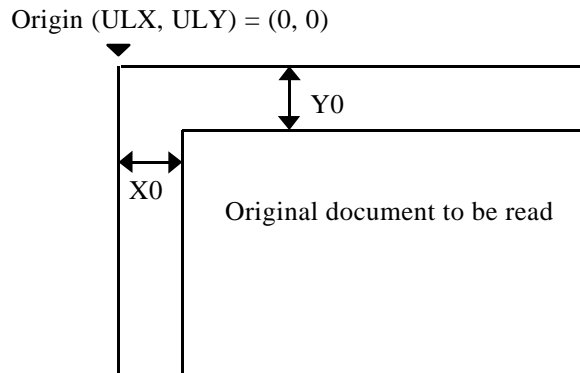 Origin (ULX, ULY) = (0, 0)
Y0
X0
Original document to be read